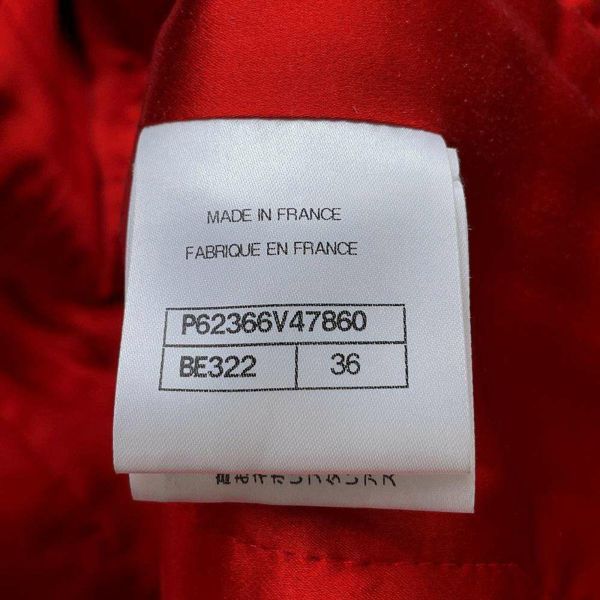 MADE IN FRANCE
FABRIQUE EN FRANCE
P62366V47860
BE322 36